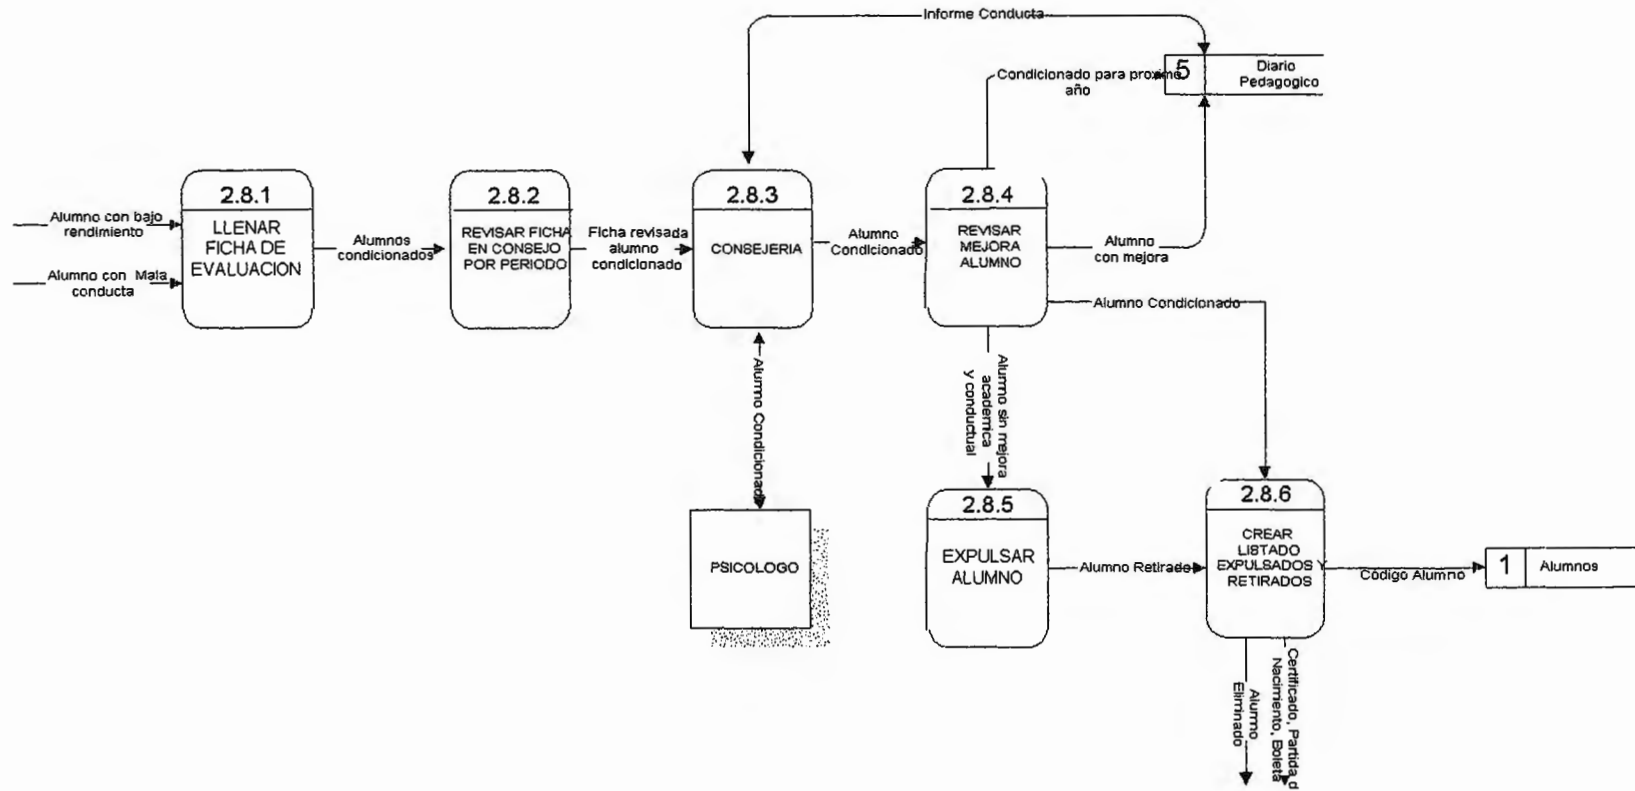 Informe Conducta
Condicionado para proximo
año
5
Diario
Pedagogico
2.8.1
LLENAR
FICHA DE
EVALUACION
Alumno con bajo
rendimiento
Alumno con Mala
conducta
Alumnos
condicionados
2.8.2
REVISAR FICHA
EN CONSEJO
POR PERIODO
Ficha revisada
alumno
condicionado
2.8.3
CONSEJERIA
Alumno
Condicionado
2.8.4
REVISAR
MEJORA
ALUMNO
Alumno
con mejora
Alumno Condicionado
Alumno Condicionado
Alumno sin mejora
academica
y conductual
PSICOLOGO
2.8.5
EXPULSAR
ALUMNO
Alumno Retirado
2.8.6
CREAR
LISTADO
EXPULSADOS Y
RETIRADOS
Código Alumno
1
Alumnos
Alumno
Eliminado
Certificado, Partida d
Nacimiento, Boleta